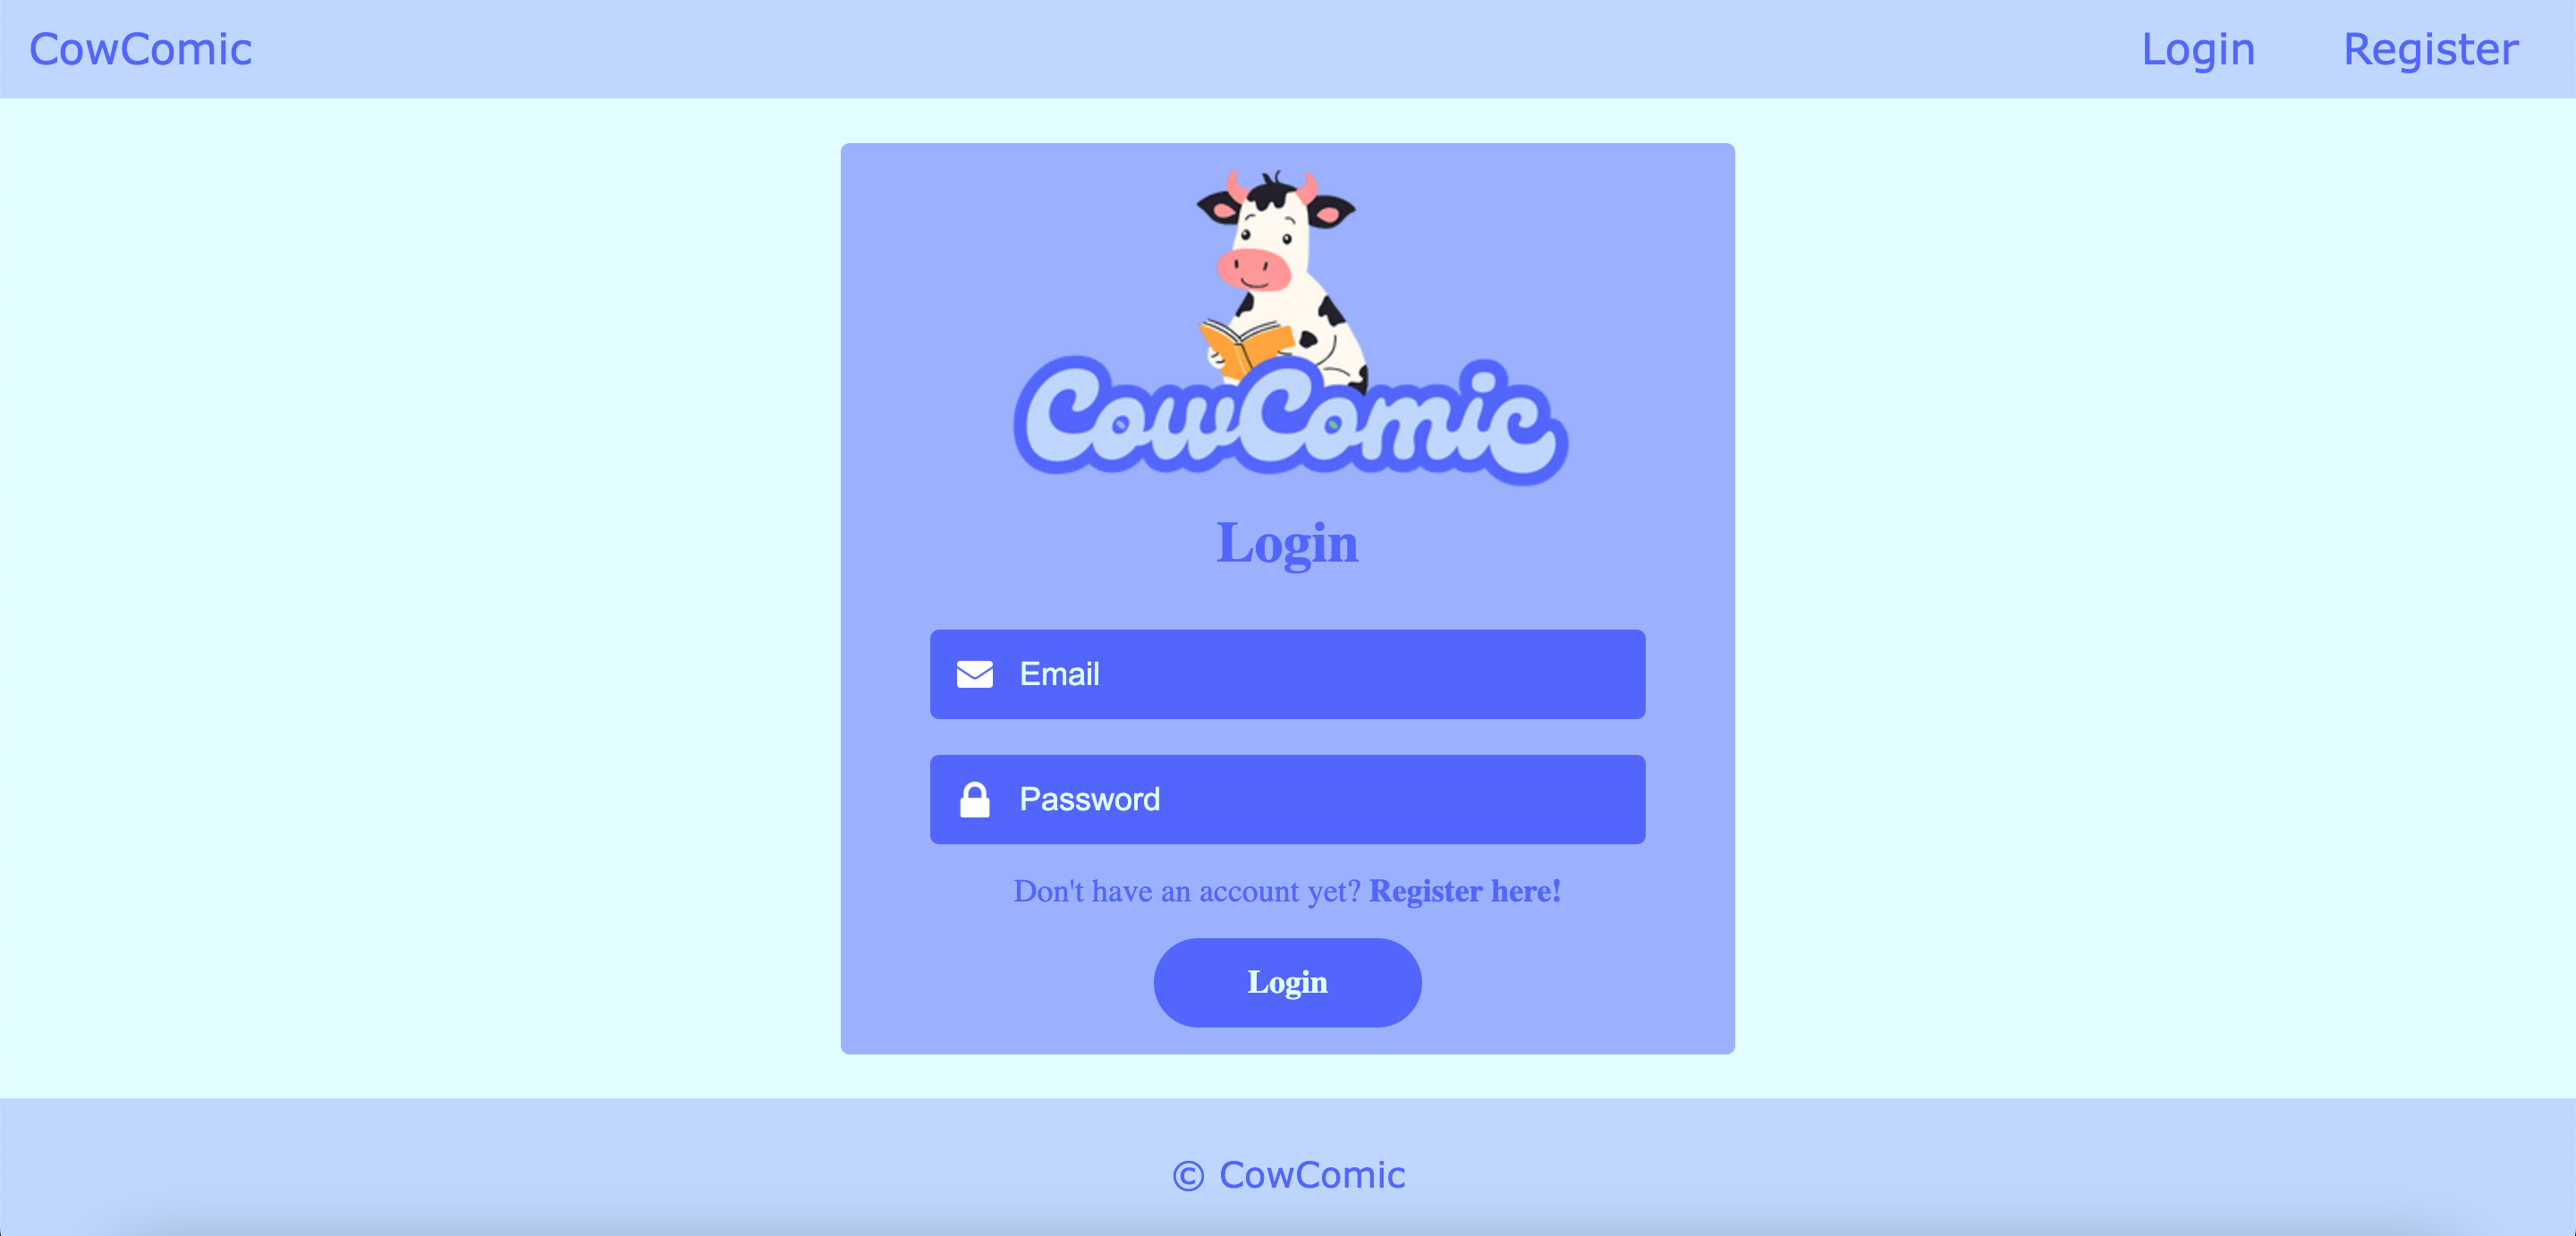 CowComic
Login Register
CowComic
Login
Email
Password
Don't have an account yet? Register here!
Login
© CowComic